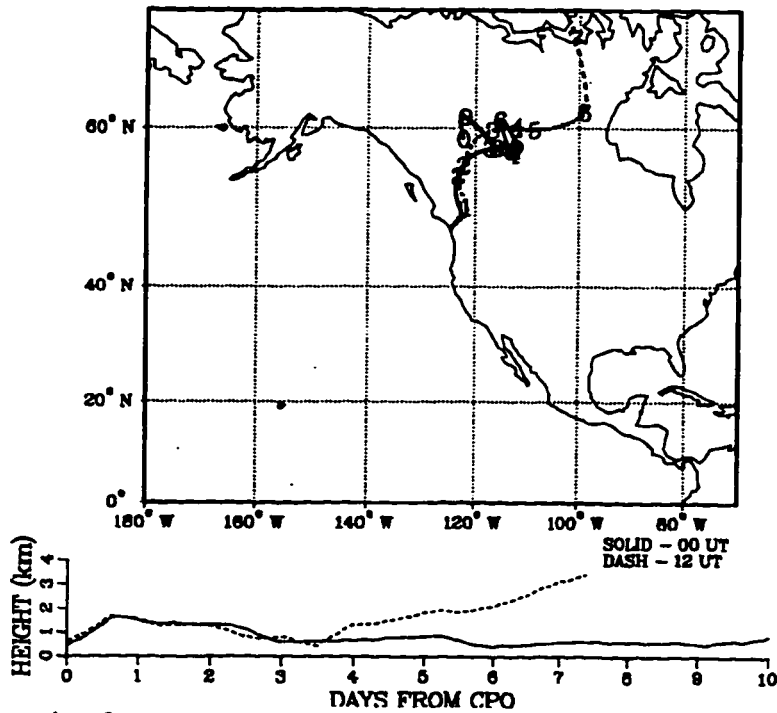 60° N
40° N
20° N
0°
180° W 160° W 140° W 120° W 100° W 80° W
SOLID - 00 UT
DASH - 12 UT
HEIGHT (km)
4
3
2
1
0
0 1 2 3 4 5 6 7 8 9 10
DAYS FROM CPO